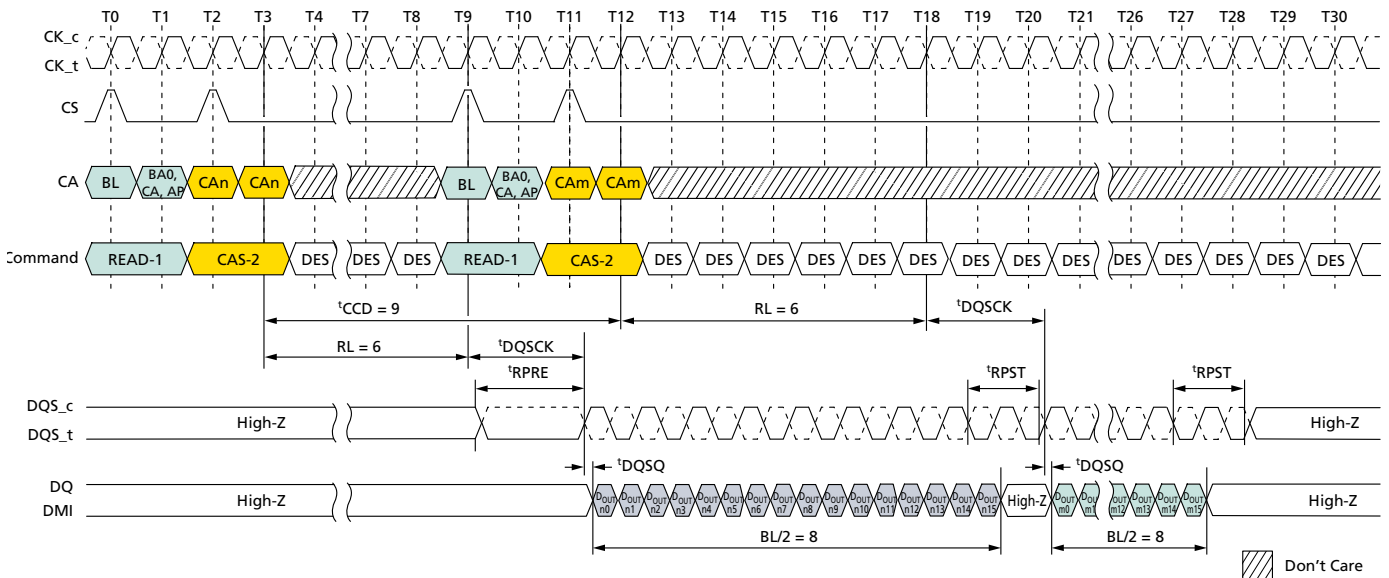 T0 T1 T2 T3 T4 T7 T8 T9 T10 T11 T12 T13 T14 T15 T16 T17 T18 T19 T20 T21 T26 T27 T28 T29 T30
CK_c
CK_t
CS
CA BL BA0, CA, AP CAn CAn BL BA0, CA, AP CAm CAm
Command READ-1 CAS-2 DES DES DES READ-1 CAS-2 DES DES DES DES DES DES DES DES DES DES DES DES DES DES
tCCD = 9 RL = 6 tDQSCK
RL = 6 tDQSCK
tRPRE tRPST tRPST
DQS_c
DQS_t
High-Z High-Z
tDQSQ tDQSQ
DQ
DMI
High-Z DOUT n0 DOUT n1 DOUT n2 DOUT n3 DOUT n4 DOUT n5 DOUT n6 DOUT n7 DOUT n8 DOUT n9 DOUT n10 DOUT n11 DOUT n12 DOUT n13 DOUT n14 DOUT n15 High-Z DOUT m0 DOUT m1 DOUT m12 DOUT m13 DOUT m14 DOUT m15 High-Z
BL/2 = 8 BL/2 = 8
Don't Care